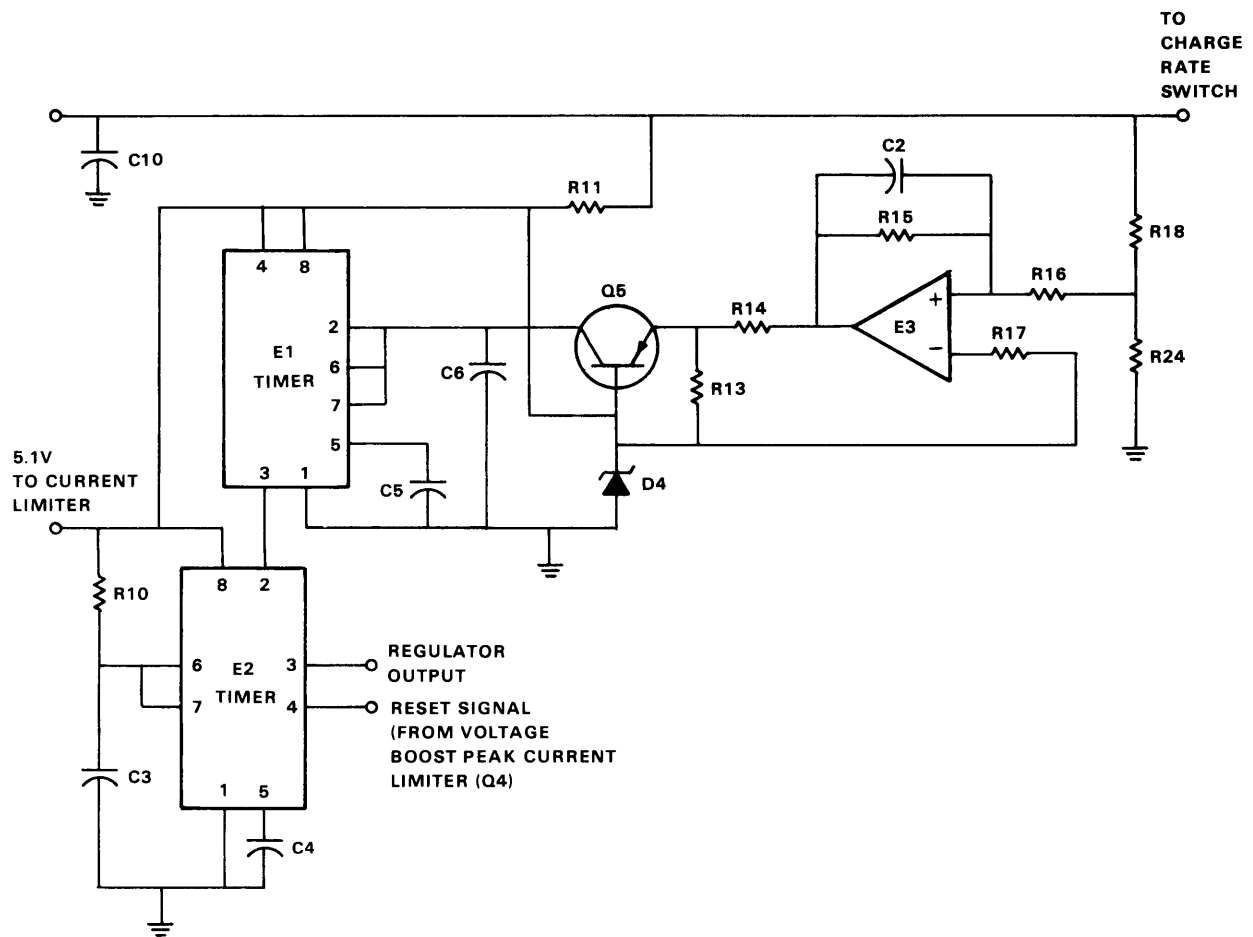 TO
CHARGE
RATE
SWITCH
C10
C2
R11
R15
R18
4 8
Q5
R16
R14
+
2
E1
TIMER
E3
R17
6
C6
−
R24
R13
7
5
5.1V
TO CURRENT
LIMITER
3 1
C5
D4
8 2
R10
REGULATOR
OUTPUT
6
E2
TIMER
3
7
4
RESET SIGNAL
(FROM VOLTAGE
BOOST PEAK CURRENT
LIMITER (Q4)
C3
1 5
C4